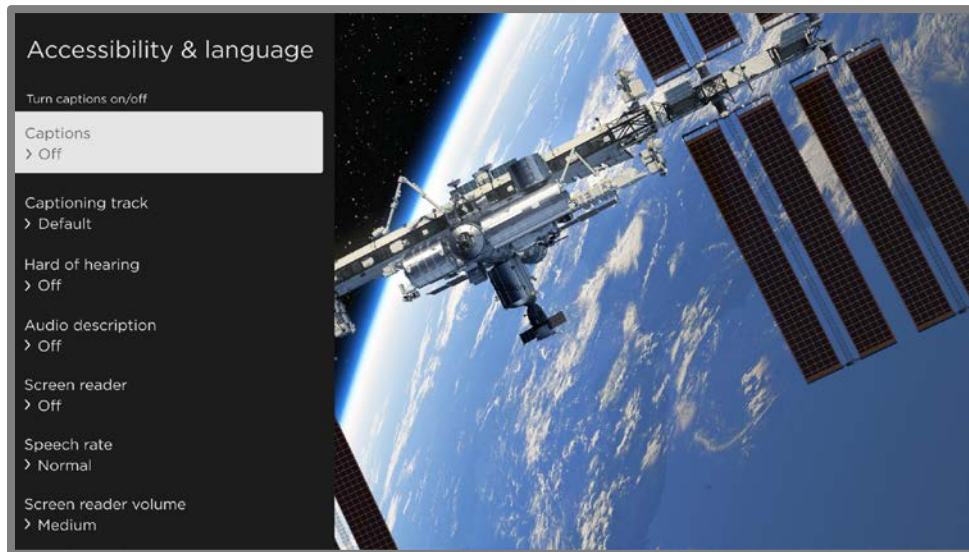 Accessibility & language
Turn captions on/off
Captions
> Off
Captioning track
> Default
Hard of hearing
> Off
Audio description
> Off
Screen reader
> Off
Speech rate
> Normal
Screen reader volume
> Medium